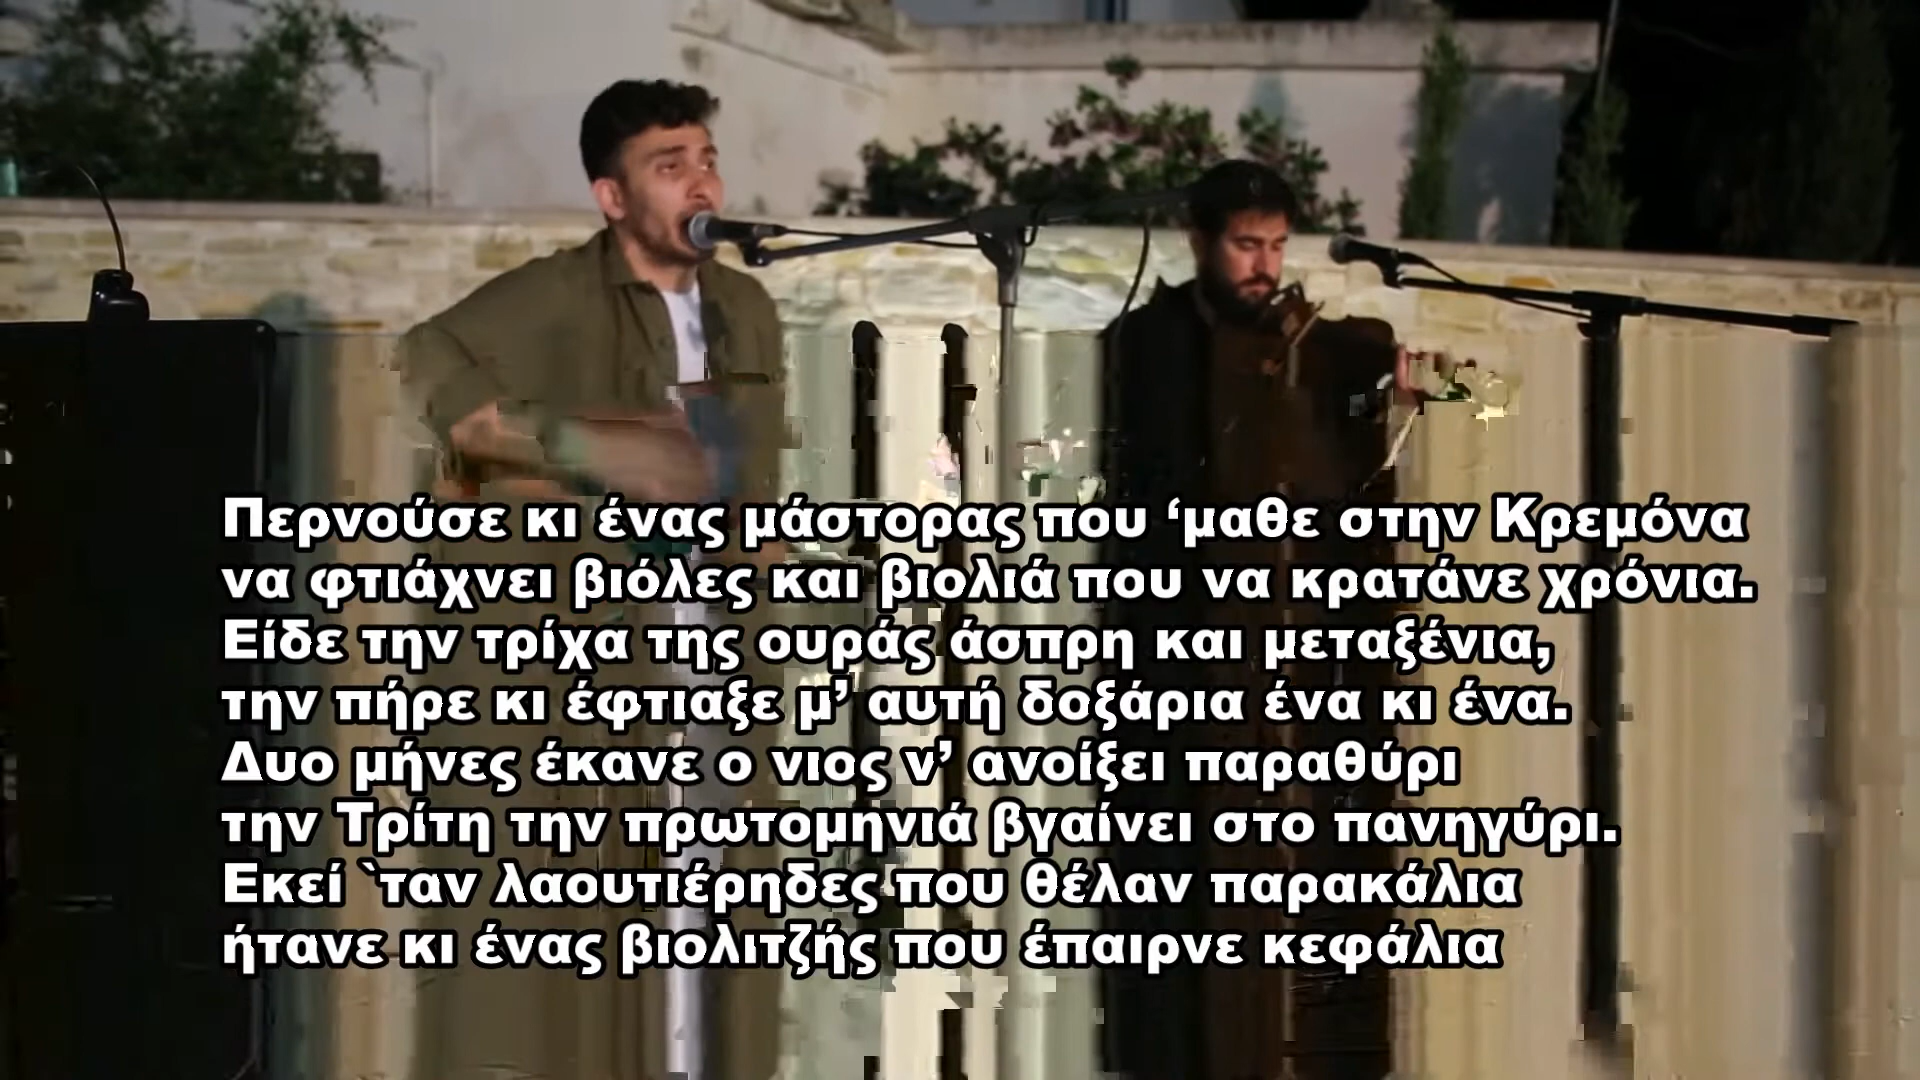 Περνούσε κι ένας μάστορας που ‘μαθε στην Κρεμόνα
να φτιάχνει βιόλες και βιολιά που να κρατάνε χρόνια.
Είδε την τρίχα της ουράς άσπρη και μεταξένια,
την πήρε κι έφτιαξε μ’ αυτή δοξάρια ένα κι ένα.
Δυο μήνες έκανε ο νιος ν’ ανοίξει παραθύρι
την Τρίτη την πρωτομηνιά βγαίνει στο πανηγύρι.
Εκεί `ταν λαουτιέρηδες που θέλαν παρακάλια
ήτανε κι ένας βιολιτζής που έπαιρνε κεφάλια